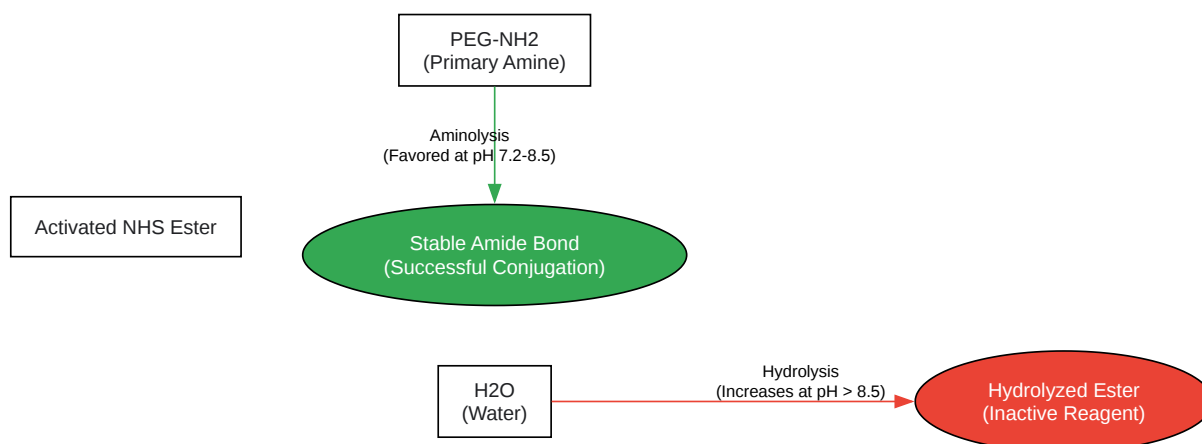 PEG-NH2
(Primary Amine)
Aminolysis
(Favored at pH 7.2-8.5)
Activated NHS Ester
Stable Amide Bond
(Successful Conjugation)
H2O
(Water)
Hydrolysis
(Increases at pH > 8.5)
Hydrolyzed Ester
(Inactive Reagent)